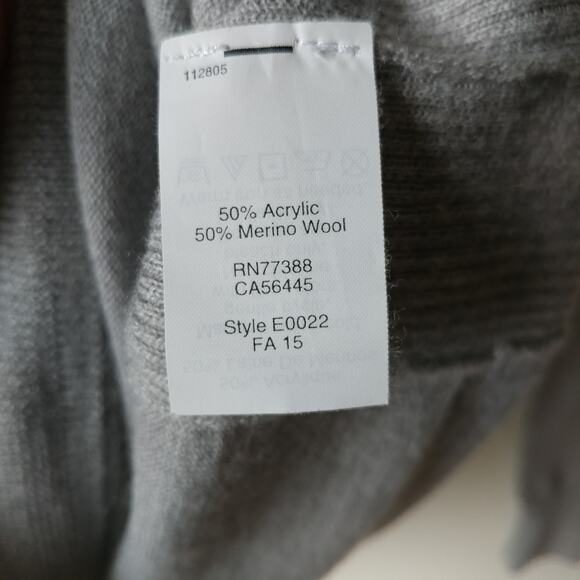 112805
50% Acrylic
50% Merino Wool
RN77388
CA56445
Style E0022
FA 15